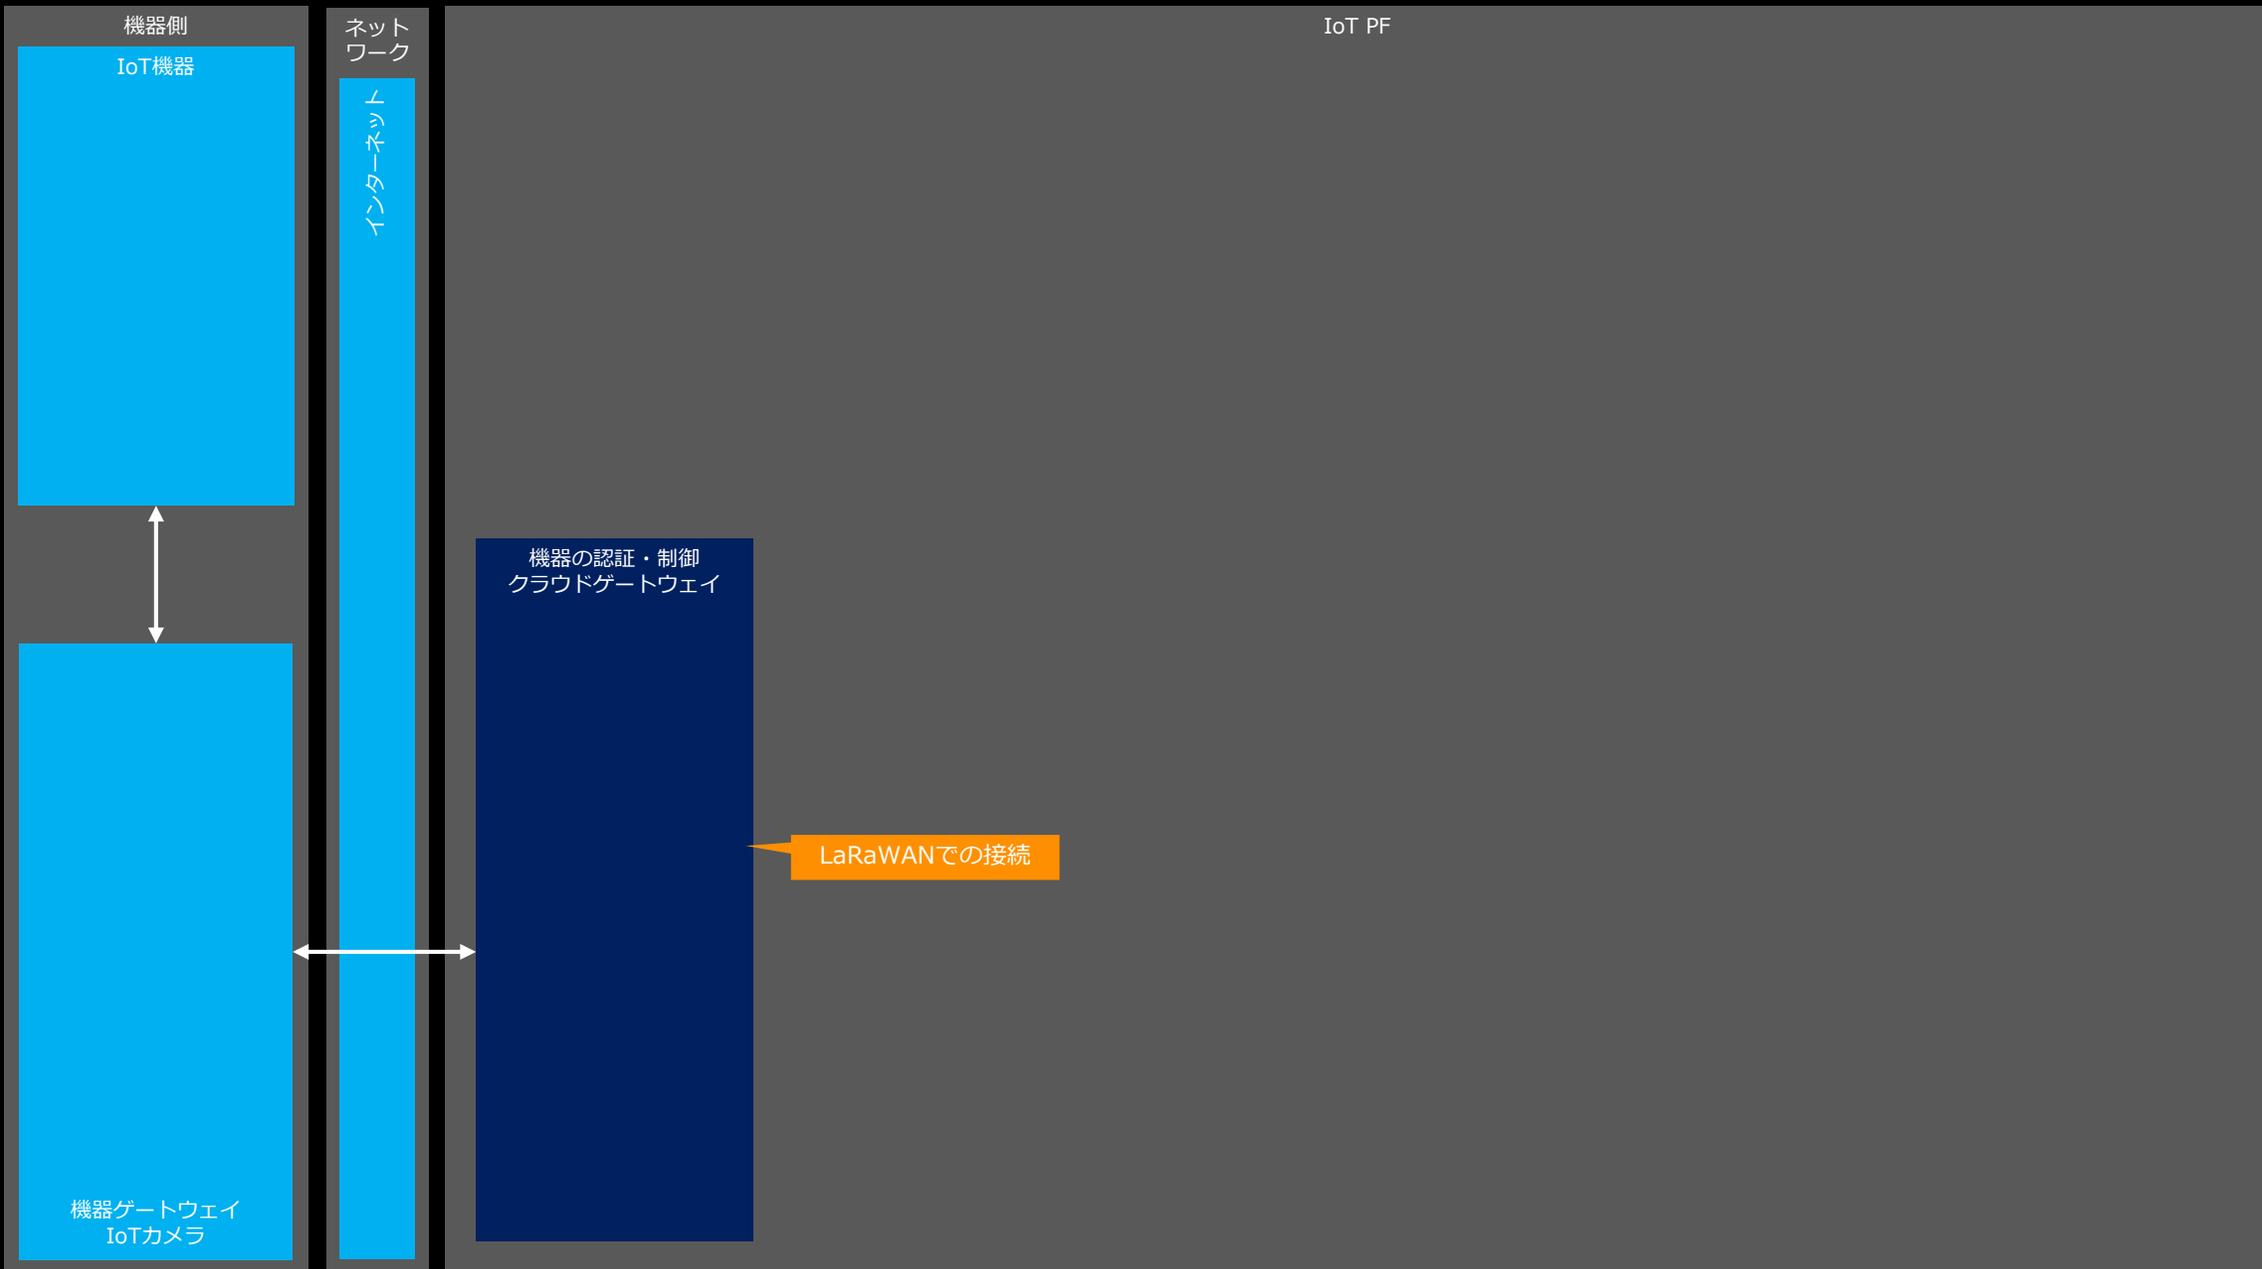 機器側
IoT機器
ネット
ワーク
インターネット
IoT PF
機器の認証・制御
クラウドゲートウェイ
LaRaWANでの接続
機器ゲートウェイ
IoTカメラ